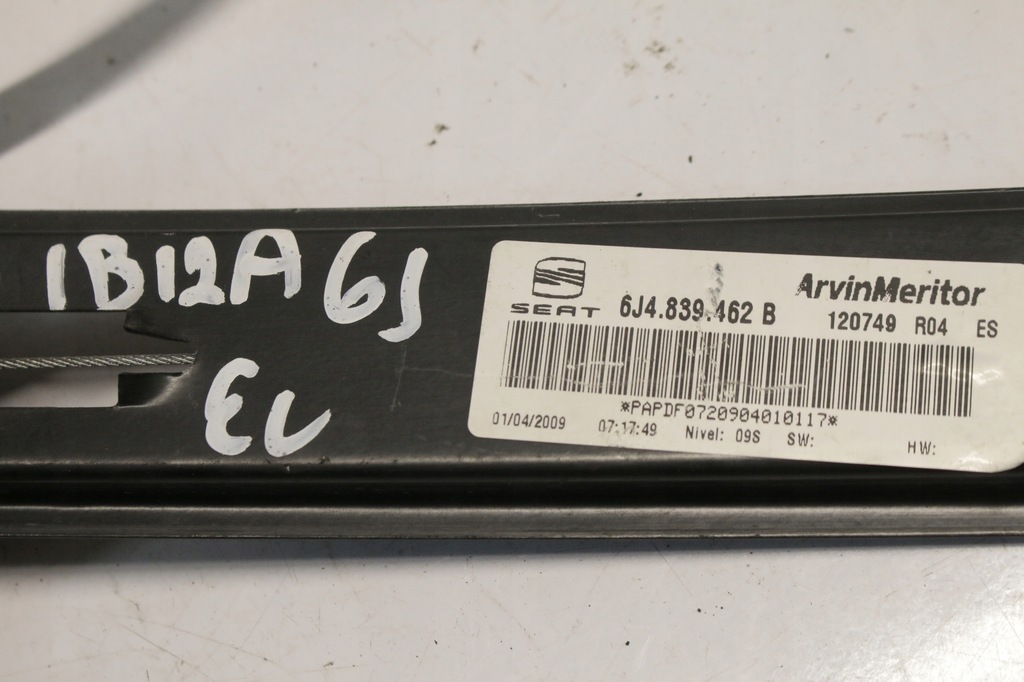 IB12A 6J
EL
SEAT
6J4.839.462 B
ArvinMeritor
120749 R04 ES
*PAPDF0720904010117*
01/04/2009 07:17:49 Nivel: 09S SW: HW: